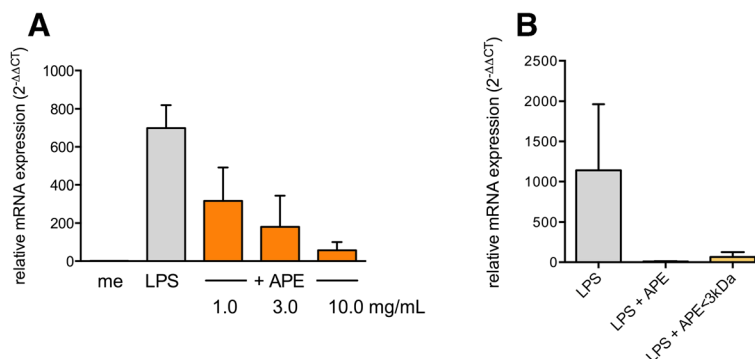 A
relative mRNA expression (2-ΔΔCT)
1000
800
600
400
200
0
me LPS + APE
1.0 3.0 10.0 mg/mL
B
relative mRNA expression (2-ΔΔCT)
2500
2000
1500
1000
500
0
LPS
LPS + APE
LPS + APE<3kDa